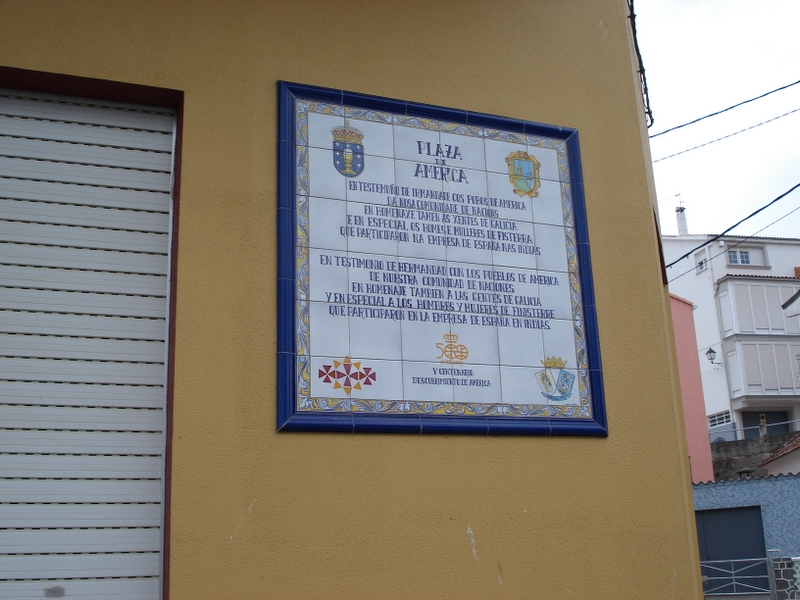 PLAZA
DE
AMERICA
EN TESTEMUÑO DE IRMANDADE COS POBOS DE AMERICA
DA NOSA COMUNIDADE DE NACIONS
EN HOMENAXE TAMEN AS XENTES DE GALICIA
E EN ESPECIAL OS HOMES E MULLERES DE FISTERRA
QUE PARTICIPARON NA EMPRESA DE ESPAÑA NAS INDIAS
EN TESTIMONIO DE HERMANDAD CON LOS PUEBLOS DE AMERICA
DE NUESTRA COMUNIDAD DE NACIONES
EN HOMENAJE TAMBIEN A LAS GENTES DE GALICIA
Y EN ESPECIAL A LOS HOMBRES Y MUJERES DE FINISTERRE
QUE PARTICIPARON EN LA EMPRESA DE ESPAÑA EN INDIAS.
500
V CENTENARIO
DESCUBRIMIENTO DE AMERICA